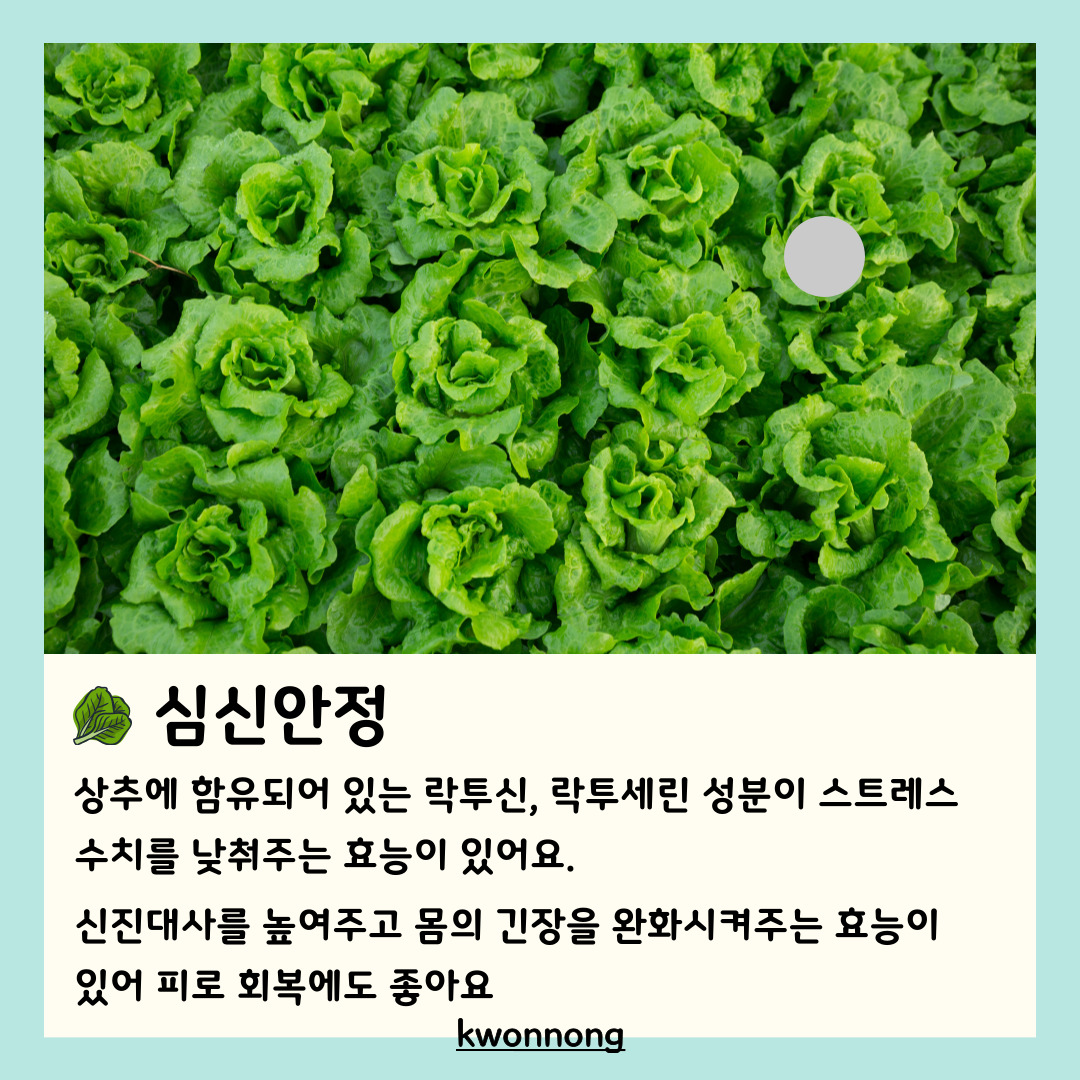 심신안정
상추에 함유되어 있는 락투신, 락투세린 성분이 스트레스
수치를 낮춰주는 효능이 있어요.
신진대사를 높여주고 몸의 긴장을 완화시켜주는 효능이
있어 피로 회복에도 좋아요
kwonnong